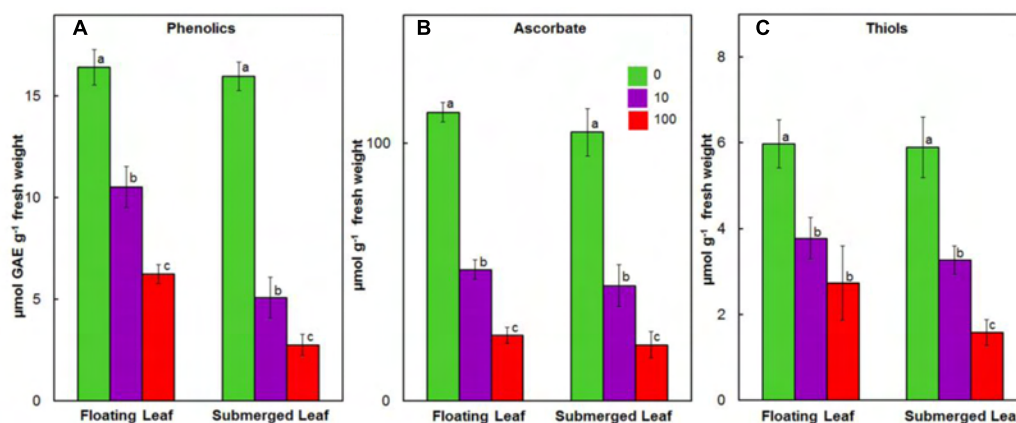 A Phenolics
µmol GAE g⁻¹ fresh weight
15
10
5
0
a
b
c
a
b
c
Floating Leaf Submerged Leaf
B Ascorbate
µmol g⁻¹ fresh weight
100
0
0
10
100
a
b
c
a
b
c
Floating Leaf Submerged Leaf
C Thiols
µmol g⁻¹ fresh weight
8
6
4
2
0
a
b
b
a
b
c
Floating Leaf Submerged Leaf